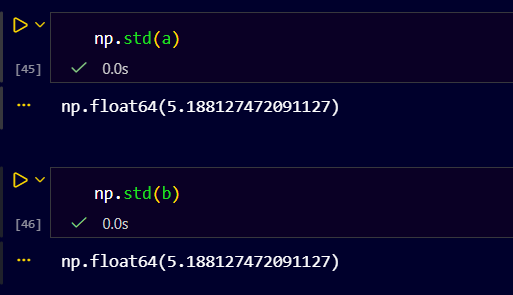 np.std(a)
[45]
0.0s
... np.float64(5.188127472091127)
np.std(b)
[46]
0.0s
... np.float64(5.188127472091127)